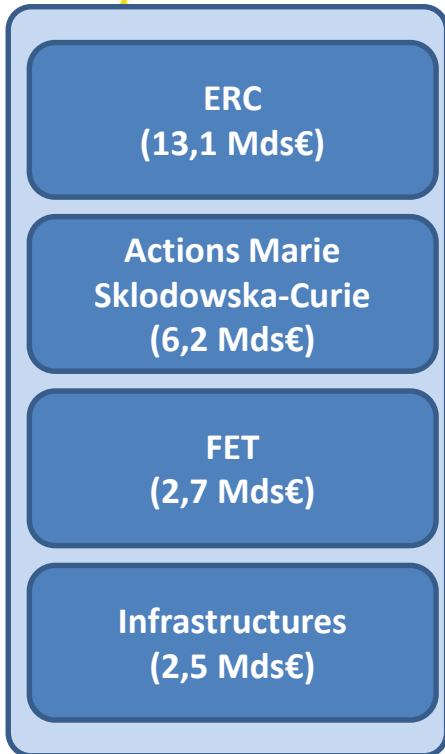 ERC
(13,1 Mds€)
Actions Marie
Sklodowska-Curie
(6,2 Mds€)
FET
(2,7 Mds€)
Infrastructures
(2,5 Mds€)